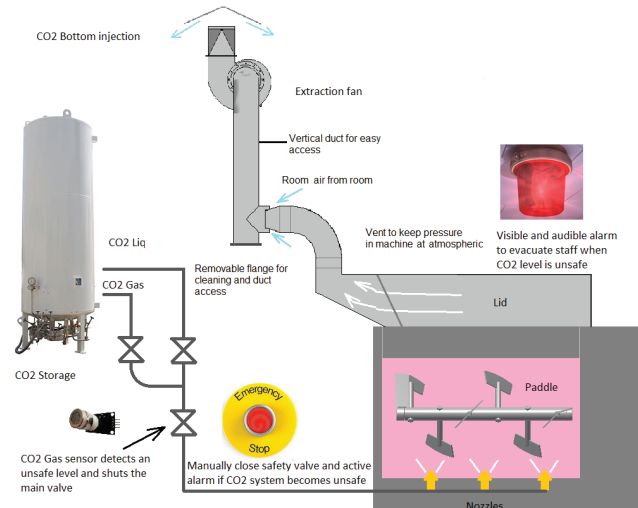 CO2 Bottom injection
Extraction fan
Vertical duct for easy
access
Room air from room
Vent to keep pressure
in machine at atmospheric
Visible and audible alarm
to evacuate staff when
CO2 level is unsafe
CO2 Liq
Removable flange for
cleaning and duct
access
CO2 Gas
Lid
CO2 Storage
Paddle
Emergency
Stop
CO2 Gas sensor detects an
unsafe level and shuts the
main valve
Manually close safety valve and active
alarm if CO2 system becomes unsafe
Nozzles